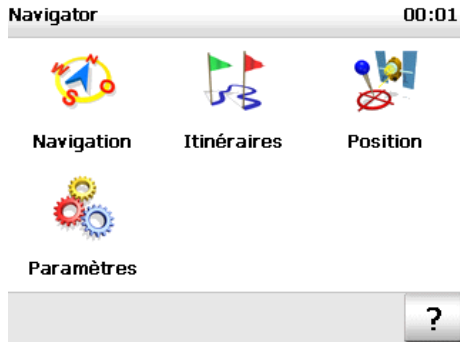 Navigator 00:01
W N O S
Navigation Itinéraires Position
Paramètres
?